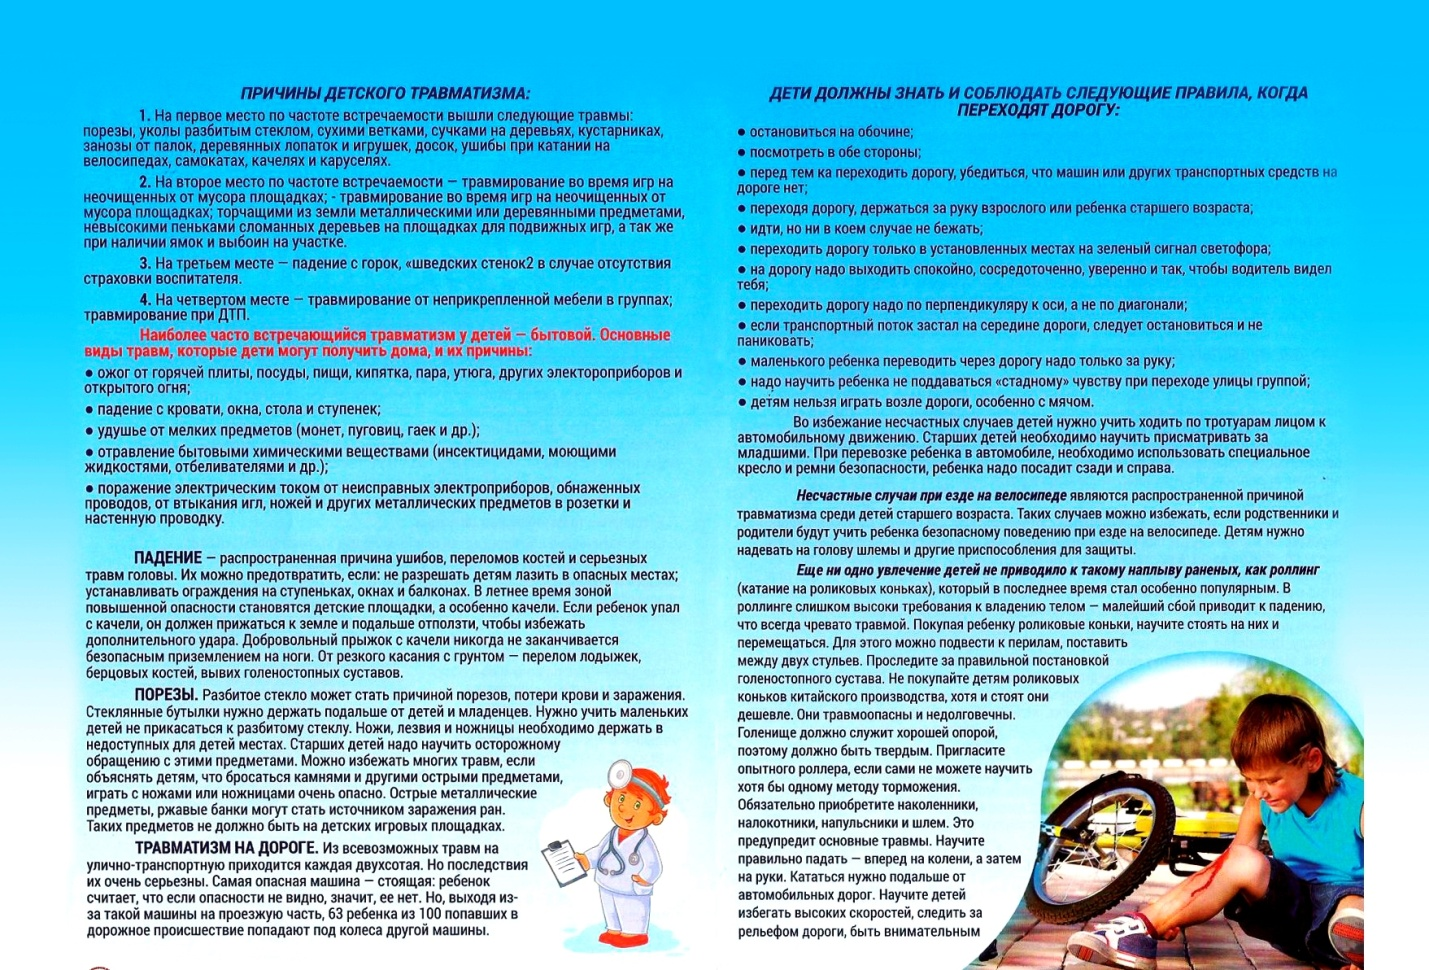 ПРИЧИНЫ ДЕТСКОГО ТРАВМАТИЗМА:
1. На первое место по частоте встречаемости вышли следующие травмы:
порезы, уколы разбитым стеклом, сухими ветками, сучками на деревьях, кустарниках,
занозы от палок, деревянных лопаток и игрушек, досок, ушибы при катаний на
велосипедах, самокатах, качелях и каруселях.
2. На второе место по частоте встречаемости — травмирование во время игр на
неочищенных от мусора площадках; - травмирование во время игр на неочищенных от
мусора площадках; торчащими из земли металлическими или деревянными предметами,
невысокими пеньками сломанных деревьев на площадках для подвижных игр, а так же
при наличии ямок и выбоин на участке.
3. На третьем месте — падение с горок, «шведских стенок2 в случае отсутствия
страховки воспитателя.
4. На четвертом месте — травмирование от неприкрепленной мебели в группах;
травмирование при ДТП.
Наиболее часто встречающийся травматизм у детей — бытовой. Основные
виды травм, которые дети могут получить дома, и их причины:
● ожог от горячей плиты, посуды, пищи, кипятка, пара, утюга, других электороприборов и
открытого огня;
● падение с кровати, окна, стола и ступенек;
● удушье от мелких предметов (монет, пуговиц, гаек и др.);
● отравление бытовыми химическими веществами (инсектицидами, моющими
жидкостями, отбеливателями и др.);
● поражение электрическим током от неисправных электроприборов, обнаженных
проводов, от втыкания игл, ножей и других металлических предметов в розетки и
настенную проводку.
ПАДЕНИЕ — распространенная причина ушибов, переломов костей и серьезных
травм головы. Их можно предотвратить, если: не разрешать детям лазить в опасных местах;
устанавливать ограждения на ступеньках, окнах и балконах. В летнее время зоной
повышенной опасности становятся детские площадки, а особенно качели. Если ребенок упал
с качели, он должен прижаться к земле и подальше отползти, чтобы избежать
дополнительного удара. Добровольный прыжок с качели никогда не заканчивается
безопасным приземлением на ноги. От резкого касания с грунтом — перелом лодыжек,
берцовых костей, вывих голеностопных суставов.
ПОРЕЗЫ. Разбитое стекло может стать причиной порезов, потери крови и заражения.
Стеклянные бутылки нужно держать подальше от детей и младенцев. Нужно учить маленьких
детей не прикасаться к разбитому стеклу. Ножи, лезвия и ножницы необходимо держать в
недоступных для детей местах. Старших детей надо научить осторожному
обращению с этими предметами. Можно избежать многих травм, если
объяснять детям, что бросаться камнями и другими острыми предметами,
играть с ножами или ножницами очень опасно. Острые металлические
предметы, ржавые банки могут стать источником заражения ран.
Таких предметов не должно быть на детских игровых площадках.
ТРАВМАТИЗМ НА ДОРОГЕ. Из всевозможных травм на
улично-транспортную приходится каждая двухсотая. Но последствия
их очень серьезны. Самая опасная машина — стоящая: ребенок
считает, что если опасности не видно, значит, ее нет. Но, выходя из-
за такой машины на проезжую часть, 63 ребенка из 100 попавших в
дорожное происшествие попадают под колеса другой машины.
ДЕТИ ДОЛЖНЫ ЗНАТЬ И СОБЛЮДАТЬ СЛЕДУЮЩИЕ ПРАВИЛА, КОГДА
ПЕРЕХОДЯТ ДОРОГУ:
● остановиться на обочине;
● посмотреть в обе стороны;
● перед тем ка переходить дорогу, убедиться, что машин или других транспортных средств на
дороге нет;
● переходя дорогу, держаться за руку взрослого или ребенка старшего возраста;
● идти, но ни в коем случае не бежать;
● переходить дорогу только в установленных местах на зеленый сигнал светофора;
● на дорогу надо выходить спокойно, сосредоточенно, уверенно и так, чтобы водитель видел
тебя;
● переходить дорогу надо по перпендикуляру к оси, а не по диагонали;
● если транспортный поток застал на середине дороги, следует остановиться и не
паниковать;
● маленького ребенка переводить через дорогу надо только за руку;
● надо научить ребенка не поддаваться «стадному» чувству при переходе улицы группой;
● детям нельзя играть возле дороги, особенно с мячом.
Во избежание несчастных случаев детей нужно учить ходить по тротуарам лицом к
автомобильному движению. Старших детей необходимо научить присматривать за
младшими. При перевозке ребенка в автомобиле, необходимо использовать специальное
кресло и ремни безопасности, ребенка надо посадит сзади и справа.
Несчастные случаи при езде на велосипеде являются распространенной причиной
травматизма среди детей старшего возраста. Таких случаев можно избежать, если родственники и
родители будут учить ребенка безопасному поведению при езде на велосипеде. Детям нужно
надевать на голову шлемы и другие приспособления для защиты.
Еще ни одно увлечение детей не приводило к такому наплыву раненых, как роллинг
(катание на роликовых коньках), который в последнее время стал особенно популярным. В
роллинге слишком высоки требования к владению телом — малейший сбой приводит к падению,
что всегда чревато травмой. Покупая ребенку роликовые коньки, научите стоять на них и
перемещаться. Для этого можно подвести к перилам, поставить
между двух стульев. Проследите за правильной постановкой
голеностопного сустава. Не покупайте детям роликовых
коньков китайского производства, хотя и стоят они
дешевле. Они травмоопасны и недолговечны.
Голенище должно служит хорошей опорой,
поэтому должно быть твердым. Пригласите
опытного роллера, если сами не можете научить
хотя бы одному методу торможения.
Обязательно приобретите наколенники,
налокотники, напульсники и шлем. Это
предупредит основные травмы. Научите
правильно падать — вперед на колени, а затем
на руки. Кататься нужно подальше от
автомобильных дорог. Научите детей
избегать высоких скоростей, следить за
рельефом дороги, быть внимательным